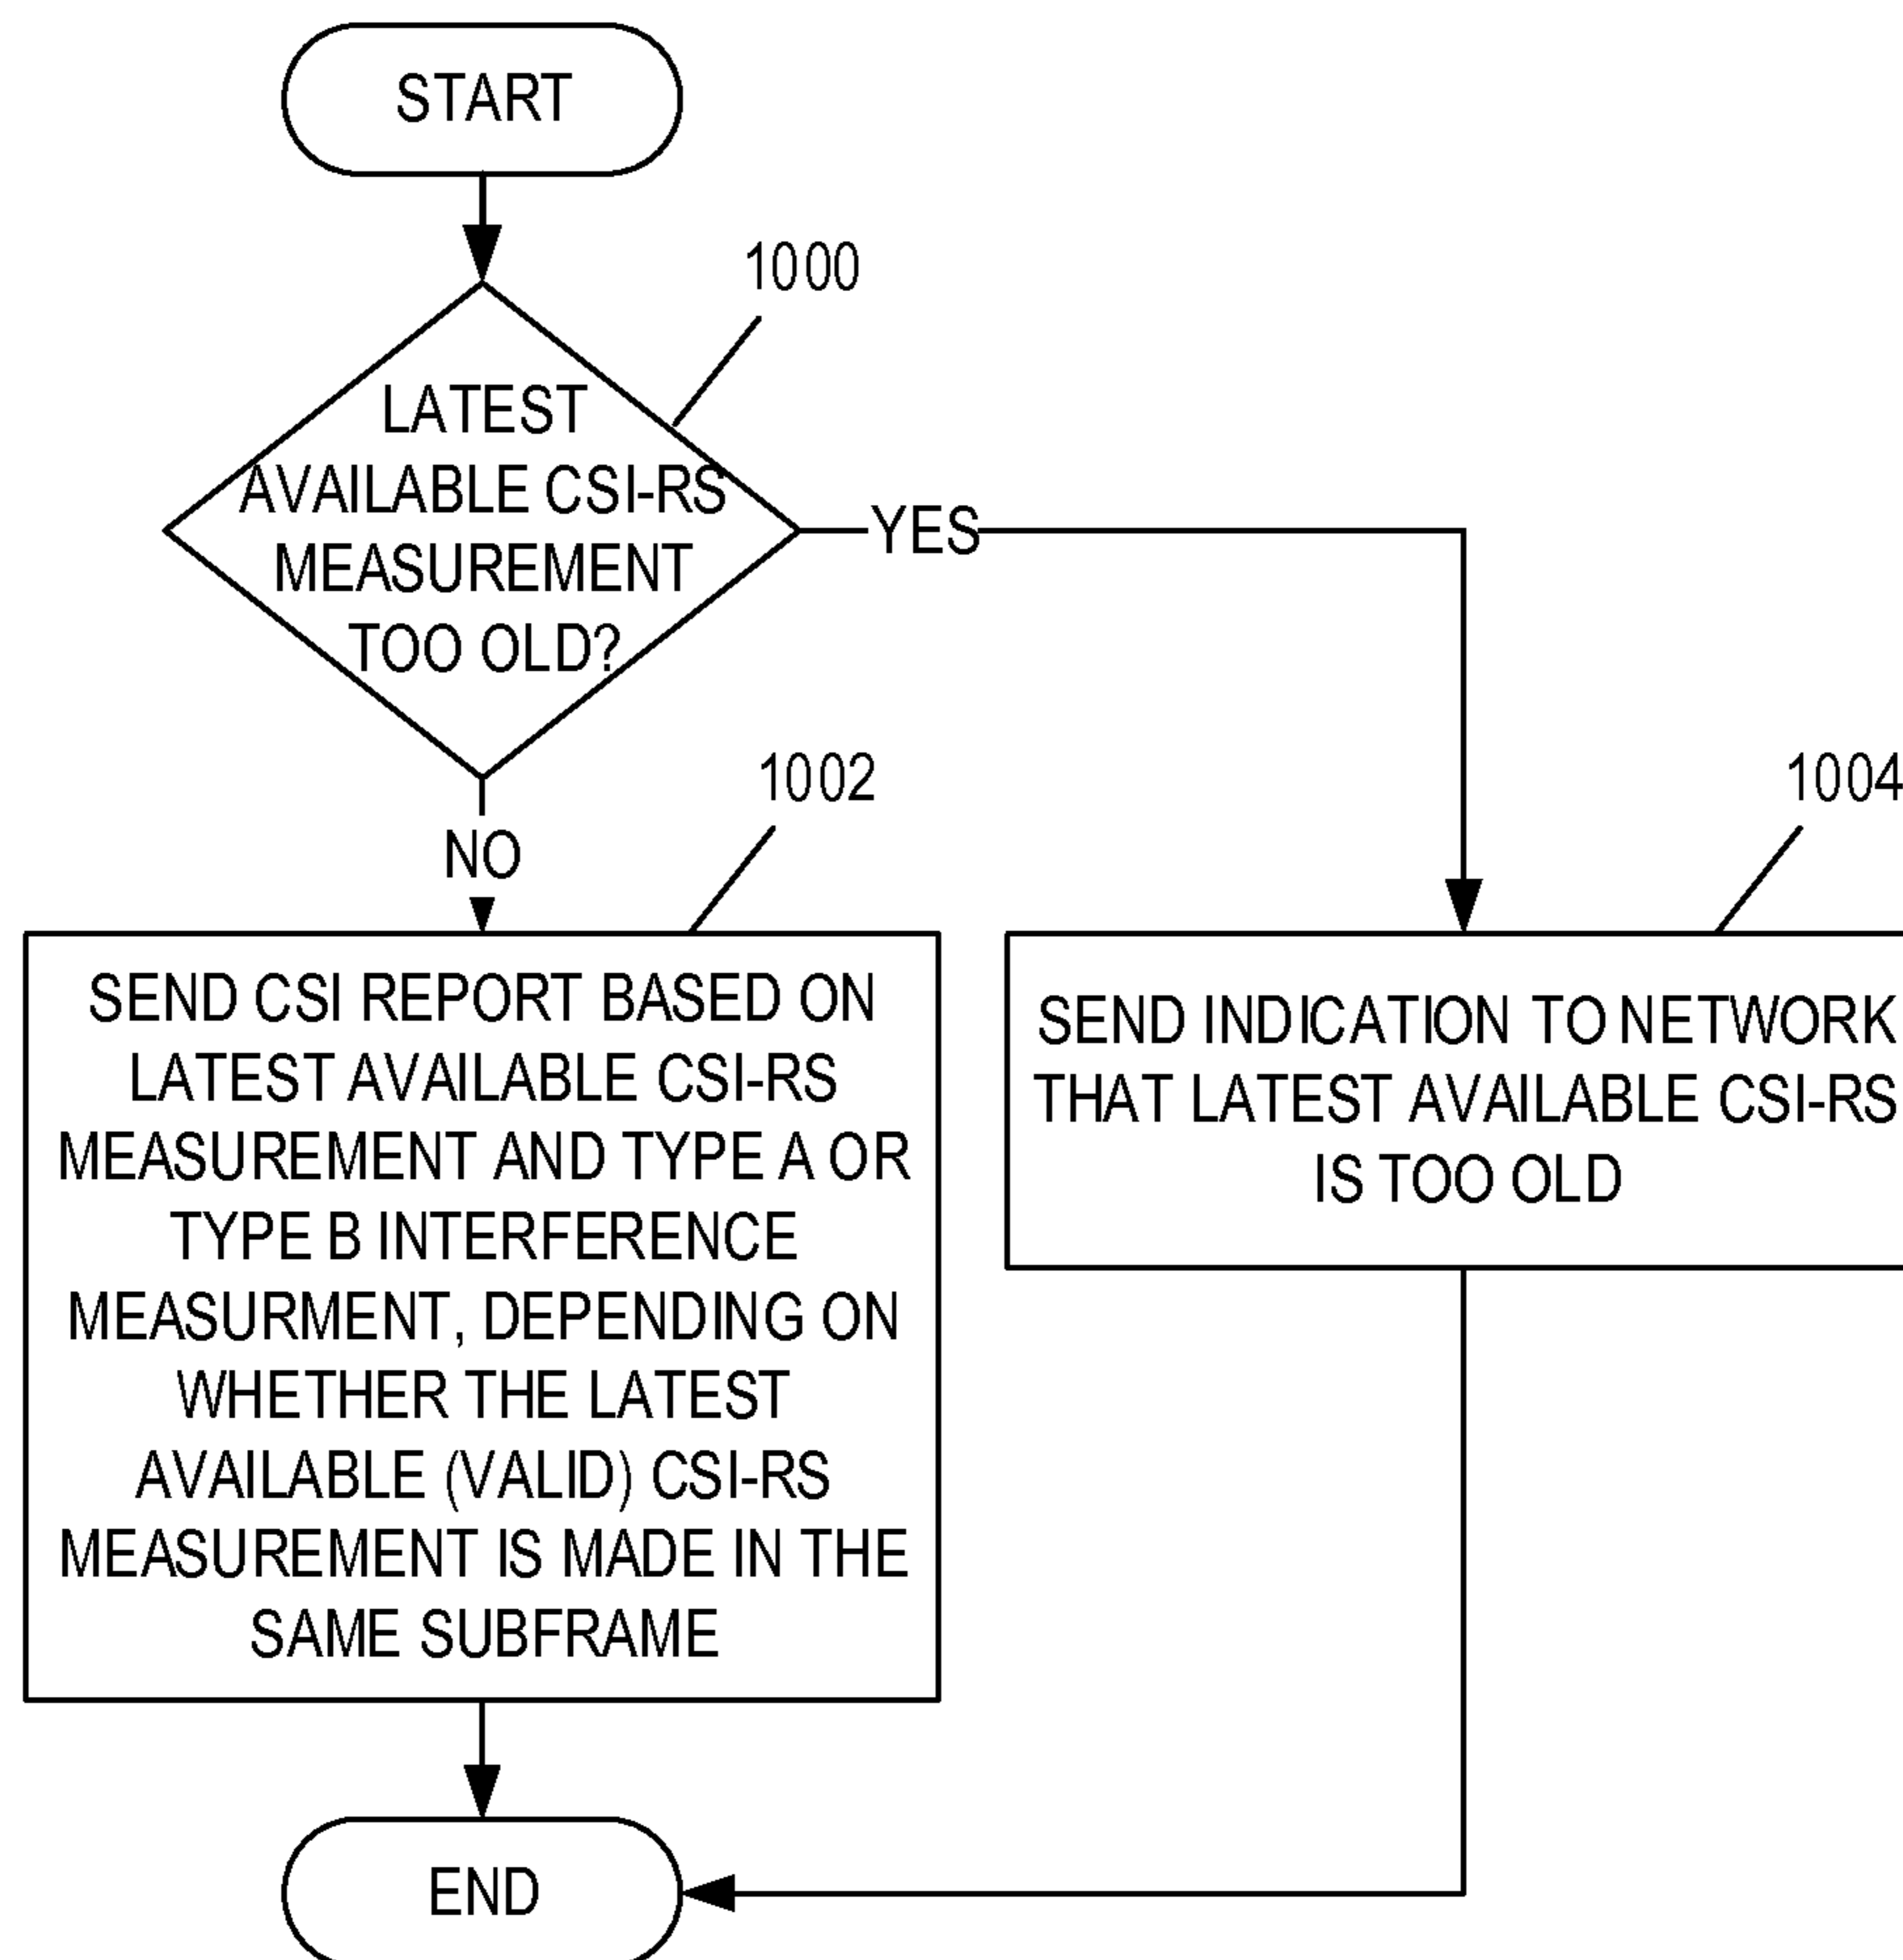 START
1000
LATEST
AVAILABLE CSI-RS
MEASUREMENT
TOO OLD?
YES
NO
1002
SEND CSI REPORT BASED ON
LATEST AVAILABLE CSI-RS
MEASUREMENT AND TYPE A OR
TYPE B INTERFERENCE
MEASURMENT, DEPENDING ON
WHETHER THE LATEST
AVAILABLE (VALID) CSI-RS
MEASUREMENT IS MADE IN THE
SAME SUBFRAME
1004
SEND INDICATION TO NETWORK
THAT LATEST AVAILABLE CSI-RS
IS TOO OLD
END